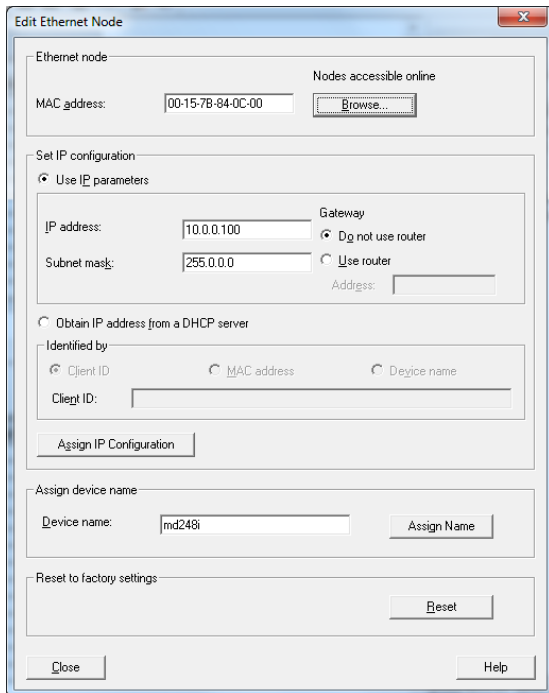 Edit Ethernet Node
Ethernet node
Nodes accessible online
MAC address:
00-15-7B-84-0C-00
Browse...
Set IP configuration
Use IP parameters
Gateway
IP address:
10.0.0.100
Do not use router
Subnet mask:
255.0.0.0
Use router
Address:
Obtain IP address from a DHCP server
Identified by
Client ID
MAC address
Device name
Client ID:
Assign IP Configuration
Assign device name
Device name:
md248i
Assign Name
Reset to factory settings
Reset
Close
Help